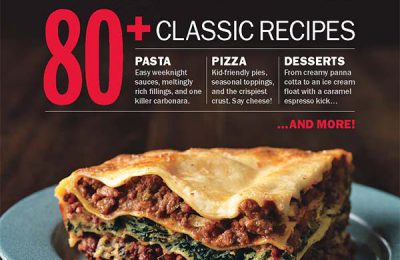 80+ CLASSIC RECIPES
PASTA
Easy weeknight
sauces, meltingly
rich fillings, and one
killer carbonara.
PIZZA
Kid-friendly pies,
seasonal toppings,
and the crispiest
crust. Say cheese!
DESSERTS
From creamy panna
cotta to an ice cream
float with a caramel
espresso kick...
...AND MORE!